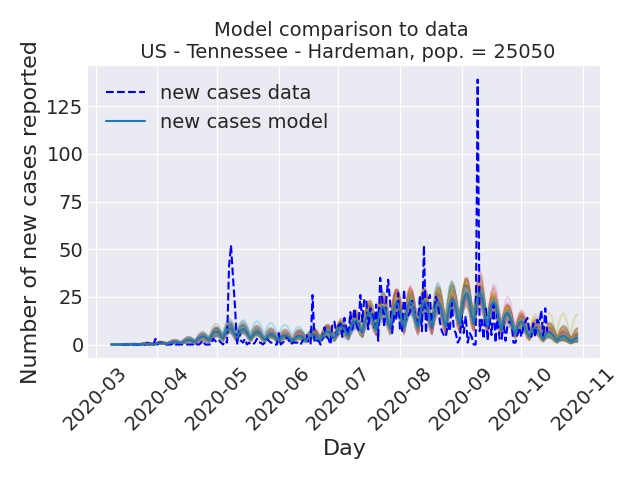 Model comparison to data
US - Tennessee - Hardeman, pop. = 25050
Number of new cases reported
new cases data
new cases model
125
100
75
50
25
0
2020-03
2020-04
2020-05
2020-06
2020-07
2020-08
2020-09
2020-10
2020-11
Day